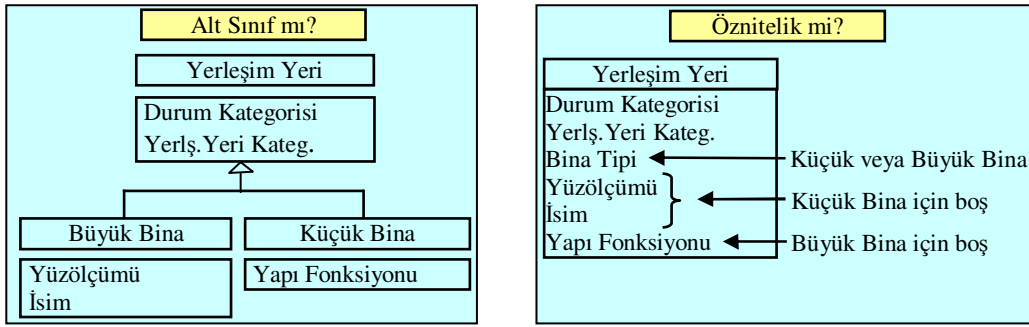 Alt Sınıf mı?
Yerleşim Yeri
Durum Kategorisi
Yerlş.Yeri Kateg.
Büyük Bina
Küçük Bina
Yüzölçümü
İsim
Yapı Fonksiyonu
Öznitelik mi?
Yerleşim Yeri
Durum Kategorisi
Yerlş.Yeri Kateg.
Bina Tipi
Küçük veya Büyük Bina
Yüzölçümü
İsim
Küçük Bina için boş
Yapı Fonksiyonu
Büyük Bina için boş